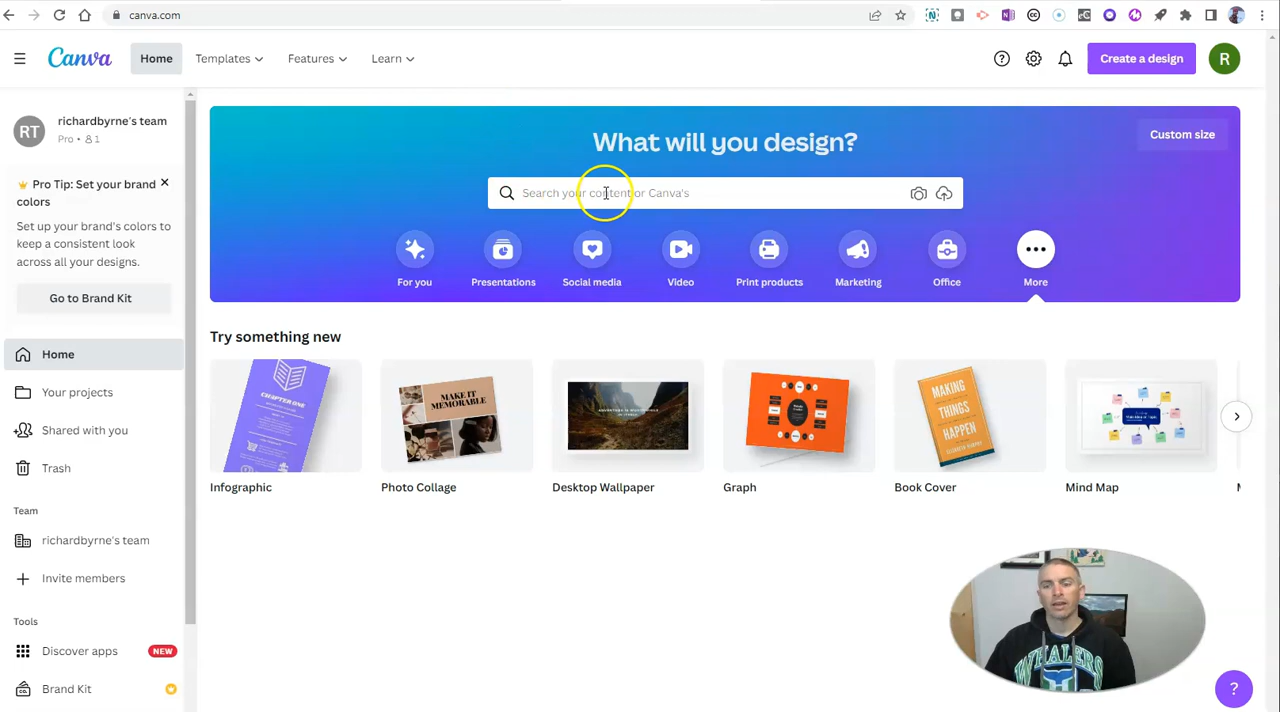 canva.com
Canva
Home
Templates
Features
Learn
Create a design
R
RT
richardbyrne's team
Pro • 1
Pro Tip: Set your brand
colors
Set up your brand's colors to
keep a consistent look
across all your designs.
Go to Brand Kit
Home
Your projects
Shared with you
Trash
Team
richardbyrne's team
Invite members
Tools
Discover apps
NEW
Brand Kit
What will you design?
Custom size
Search your content or Canva's
For you
Presentations
Social media
Video
Print products
Marketing
Office
More
Try something new
CHAPTER ONE
MAKE IT
MEMORABLE
MAKING
THINGS
HAPPEN
Infographic
Photo Collage
Desktop Wallpaper
Graph
Book Cover
Mind Map
WHALERS
?